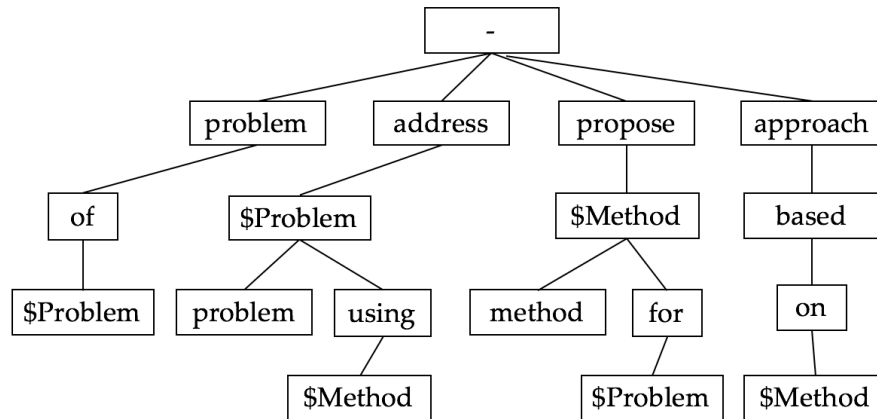 -
problem address propose approach
of $Problem $Method based
$Problem problem using method for on
$Method $Problem $Method